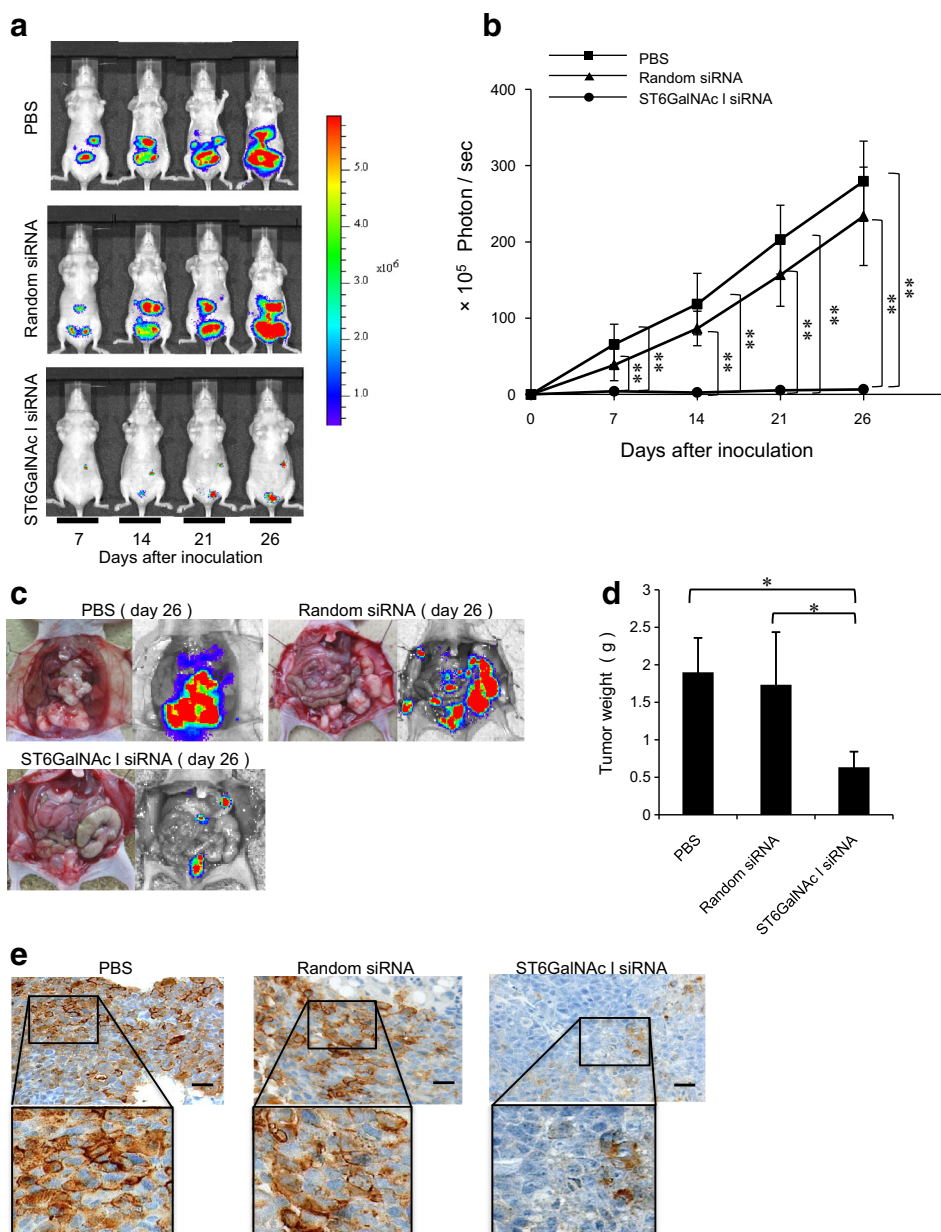 a
PBS
Random siRNA
ST6GalNAc I siRNA
5.0
4.0
3.0
2.0
1.0
x10⁶
7 14 21 26
Days after inoculation
b
PBS
Random siRNA
ST6GalNAc I siRNA
× 10⁵ Photon / sec
400
300
200
100
0
0 7 14 21 26
** ** ** ** ** ** ** **
Days after inoculation
c
PBS ( day 26 )
Random siRNA ( day 26 )
ST6GalNAc I siRNA ( day 26 )
d
Tumor weight ( g )
3
2.5
2
1.5
1
0.5
0
*
*
PBS
Random siRNA
ST6GalNAc I siRNA
e
PBS
Random siRNA
ST6GalNAc I siRNA